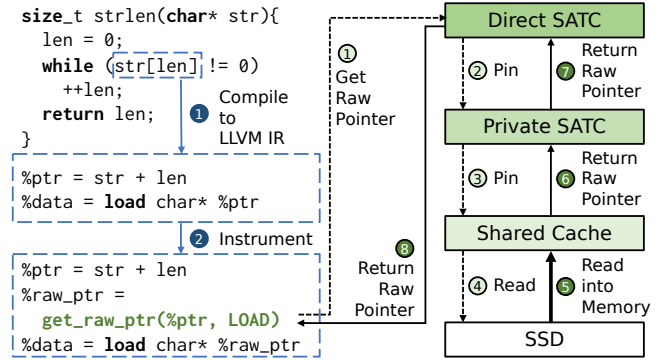 size_t strlen(char* str){
len = 0;
while (str[len] != 0)
++len;
return len;
}
1 Compile
to
LLVM IR
%ptr = str + len
%data = load char* %ptr
2 Instrument
%ptr = str + len
%raw_ptr =
get_raw_ptr(%ptr, LOAD)
%data = load char* %raw_ptr
1
Get
Raw
Pointer
8
Return
Raw
Pointer
Direct SATC
2 Pin
7 Return
Raw
Pointer
Private SATC
3 Pin
6 Return
Raw
Pointer
Shared Cache
4 Read
5 Read
into
Memory
SSD